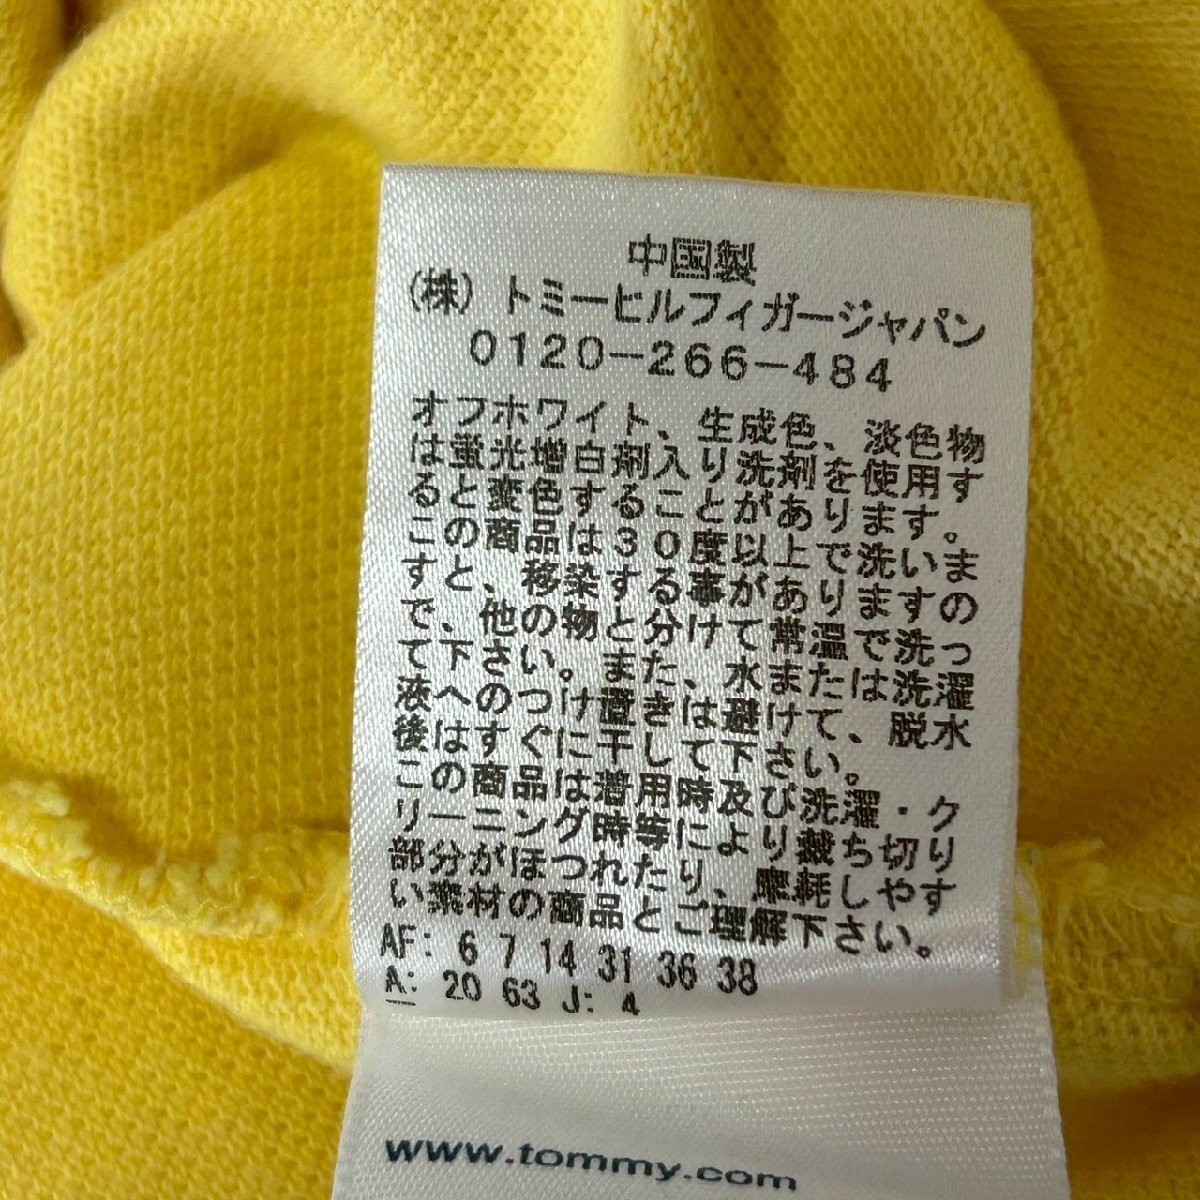 中国製
(株) トミーヒルフィガージャパン
0120-266-484
オフホワイト、生成色、淡色物
は蛍光増白剤入り洗剤を使用す
ると変色することがあります。
この商品は30度以上で洗いま
すと、移染する事がありますの
で、他の物と分けて常温で洗っ
て下さい。また、水または洗濯
液へのつけ置きは避けて、脱水
後はすぐに干して下さい。
この商品は着用時及び洗濯・ク
リーニング時等により裁ち切り
部分がほつれたり、摩耗しやす
い素材の商品とご理解下さい。
AF: 6 7 14 31 36 38
A: 20 63 J: 4
www.tommy.com